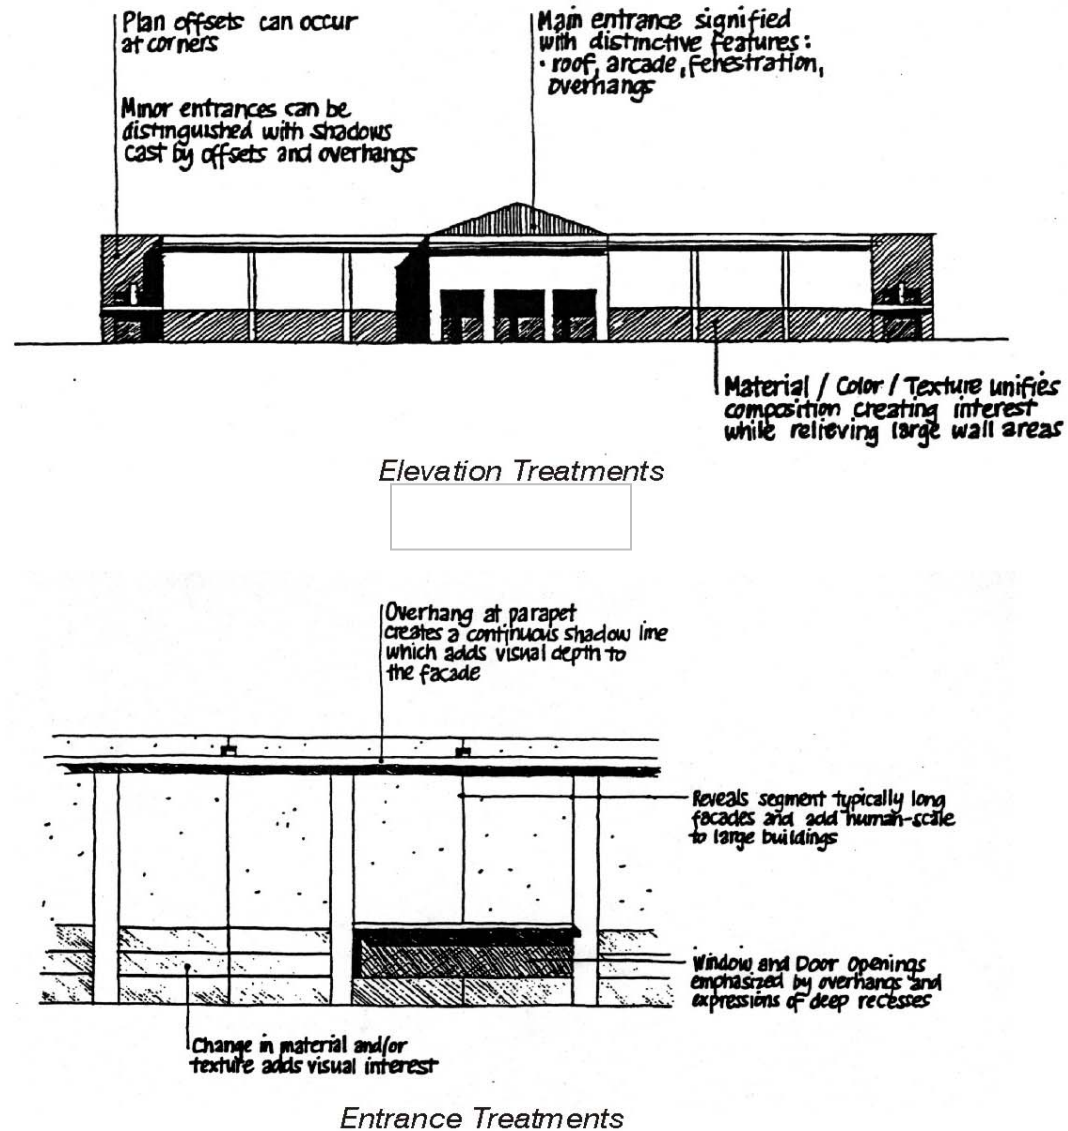 Plan offsets can occur
at corners
Minor entrances can be
distinguished with shadows
cast by offsets and overhangs
Main entrance signified
with distinctive features:
• roof, arcade, fenestration,
overhangs
Material / Color / Texture unifies
composition creating interest
while relieving large wall areas
Elevation Treatments
Overhang at parapet
creates a continuous shadow line
which adds visual depth to
the facade
Reveals segment typically long
facades and add human-scale
to large buildings
Window and Door Openings
emphasized by overhangs and
expressions of deep recesses
Change in material and/or
texture adds visual interest
Entrance Treatments